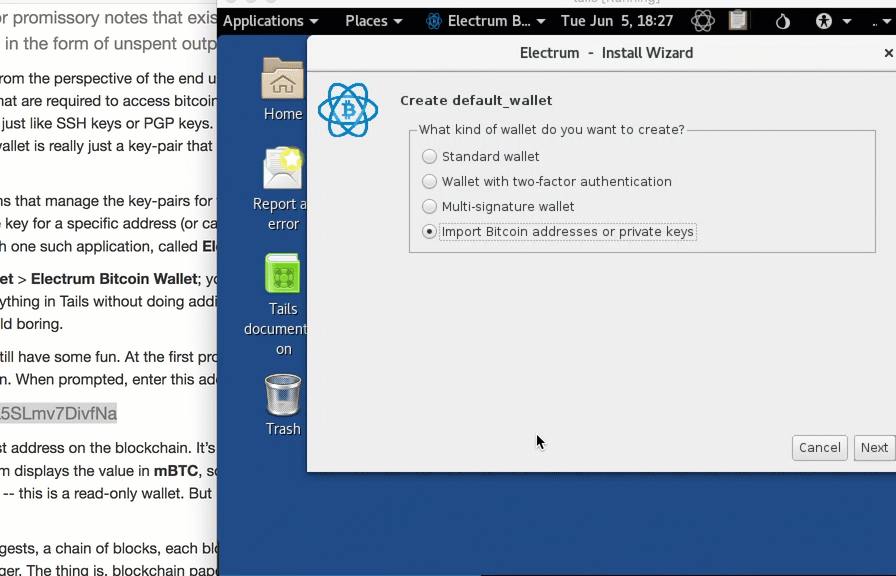 or promissory notes that exis
in the form of unspent outp
rom the perspective of the end u
hat are required to access bitcoin
just like SSH keys or PGP keys.
wallet is really just a key-pair that
ns that manage the key-pairs for
e key for a specific address (or ca
h one such application, called El
et > Electrum Bitcoin Wallet; yo
ything in Tails without doing addi
ld boring.
till have some fun. At the first pro
n. When prompted, enter this add
5SLmv7DivfNa
st address on the blockchain. It's
m displays the value in mBTC, so
-- this is a read-only wallet. But
gests, a chain of blocks, each blo
ger. The thing is, blockchain pape
Applications Places Electrum B... Tue Jun 5, 18:27
Home
Report a
error
Tails
document
on
Trash
Electrum - Install Wizard
Create default_wallet
What kind of wallet do you want to create?
Standard wallet
Wallet with two-factor authentication
Multi-signature wallet
Import Bitcoin addresses or private keys
Cancel Next